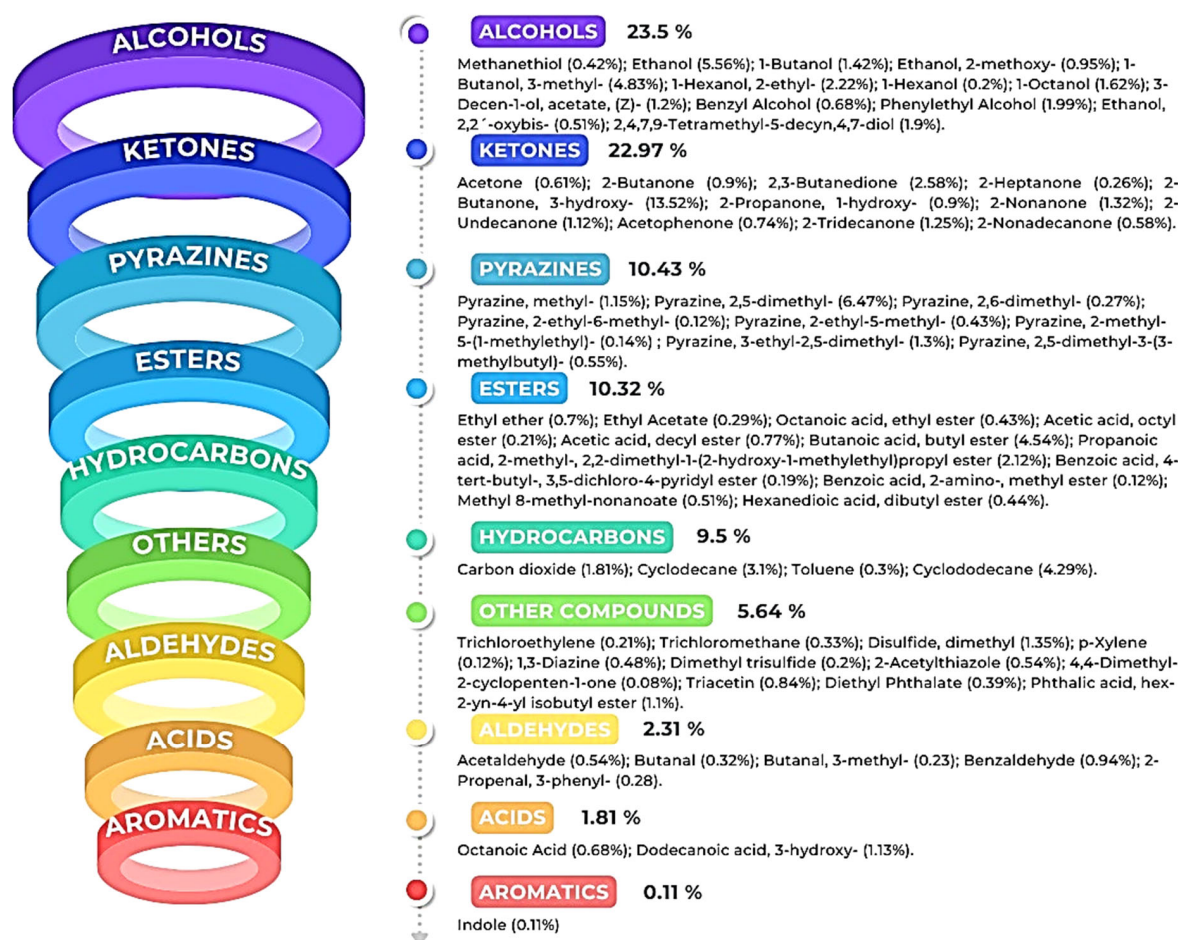 ALCOHOLS
KETONES
PYRAZINES
ESTERS
HYDROCARBONS
OTHERS
ALDEHYDES
ACIDS
AROMATICS
ALCOHOLS 23.5 %
Methanethiol (0.42%); Ethanol (5.56%); 1-Butanol (1.42%); Ethanol, 2-methoxy- (0.95%); 1-
Butanol, 3-methyl- (4.83%); 1-Hexanol, 2-ethyl- (2.22%); 1-Hexanol (0.2%); 1-Octanol (1.62%); 3-
Decen-1-ol, acetate, (Z)- (1.2%); Benzyl Alcohol (0.68%); Phenylethyl Alcohol (1.99%); Ethanol,
2,2´-oxybis- (0.51%); 2,4,7,9-Tetramethyl-5-decyn,4,7-diol (1.9%).
KETONES 22.97 %
Acetone (0.61%); 2-Butanone (0.9%); 2,3-Butanedione (2.58%); 2-Heptanone (0.26%); 2-
Butanone, 3-hydroxy- (13.52%); 2-Propanone, 1-hydroxy- (0.9%); 2-Nonanone (1.32%); 2-
Undecanone (1.12%); Acetophenone (0.74%); 2-Tridecanone (1.25%); 2-Nonadecanone (0.58%).
PYRAZINES 10.43 %
Pyrazine, methyl- (1.15%); Pyrazine, 2,5-dimethyl- (6.47%); Pyrazine, 2,6-dimethyl- (0.27%);
Pyrazine, 2-ethyl-6-methyl- (0.12%); Pyrazine, 2-ethyl-5-methyl- (0.43%); Pyrazine, 2-methyl-
5-(1-methylethyl)- (0.14%) ; Pyrazine, 3-ethyl-2,5-dimethyl- (1.3%); Pyrazine, 2,5-dimethyl-3-(3-
methylbutyl)- (0.55%).
ESTERS 10.32 %
Ethyl ether (0.7%); Ethyl Acetate (0.29%); Octanoic acid, ethyl ester (0.43%); Acetic acid, octyl
ester (0.21%); Acetic acid, decyl ester (0.77%); Butanoic acid, butyl ester (4.54%); Propanoic
acid, 2-methyl-, 2,2-dimethyl-1-(2-hydroxy-1-methylethyl)propyl ester (2.12%); Benzoic acid, 4-
tert-butyl-, 3,5-dichloro-4-pyridyl ester (0.19%); Benzoic acid, 2-amino-, methyl ester (0.12%);
Methyl 8-methyl-nonanoate (0.51%); Hexanedioic acid, dibutyl ester (0.44%).
HYDROCARBONS 9.5 %
Carbon dioxide (1.81%); Cyclodecane (3.1%); Toluene (0.3%); Cyclododecane (4.29%).
OTHER COMPOUNDS 5.64 %
Trichloroethylene (0.21%); Trichloromethane (0.33%); Disulfide, dimethyl (1.35%); p-Xylene
(0.12%); 1,3-Diazine (0.48%); Dimethyl trisulfide (0.2%); 2-Acetylthiazole (0.54%); 4,4-Dimethyl-
2-cyclopenten-1-one (0.08%); Triacetin (0.84%); Diethyl Phthalate (0.39%); Phthalic acid, hex-
2-yn-4-yl isobutyl ester (1.1%).
ALDEHYDES 2.31 %
Acetaldehyde (0.54%); Butanal (0.32%); Butanal, 3-methyl- (0.23); Benzaldehyde (0.94%); 2-
Propenal, 3-phenyl- (0.28).
ACIDS 1.81 %
Octanoic Acid (0.68%); Dodecanoic acid, 3-hydroxy- (1.13%).
AROMATICS 0.11 %
Indole (0.11%)